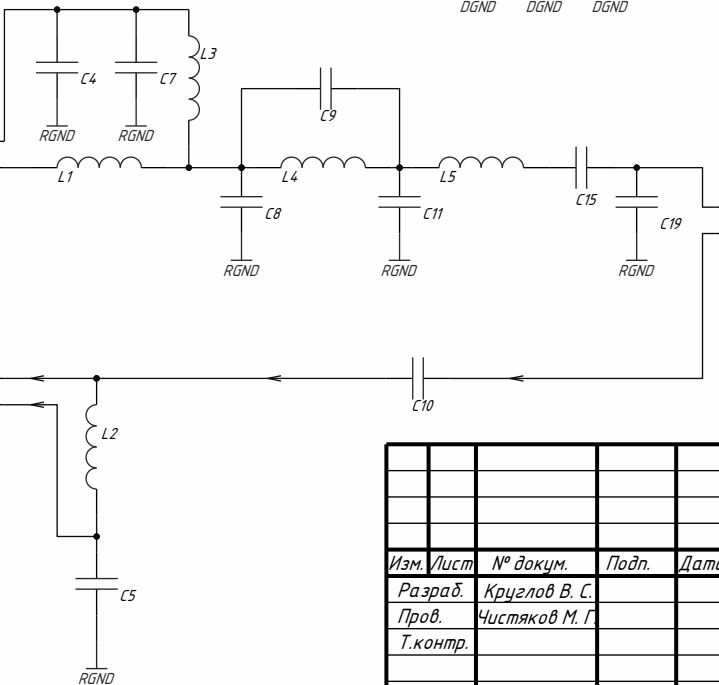 DGND DGND DGND
L3
C4 C7
RGND RGND
C9
L1 L4 L5
C15
C8 C11 C19
RGND RGND RGND
C10
L2
C5
RGND
Изм. Лист № докум. Подп. Дата
Разраб. Круглов В. С.
Пров. Чистяков М. Г.
Т.контр.